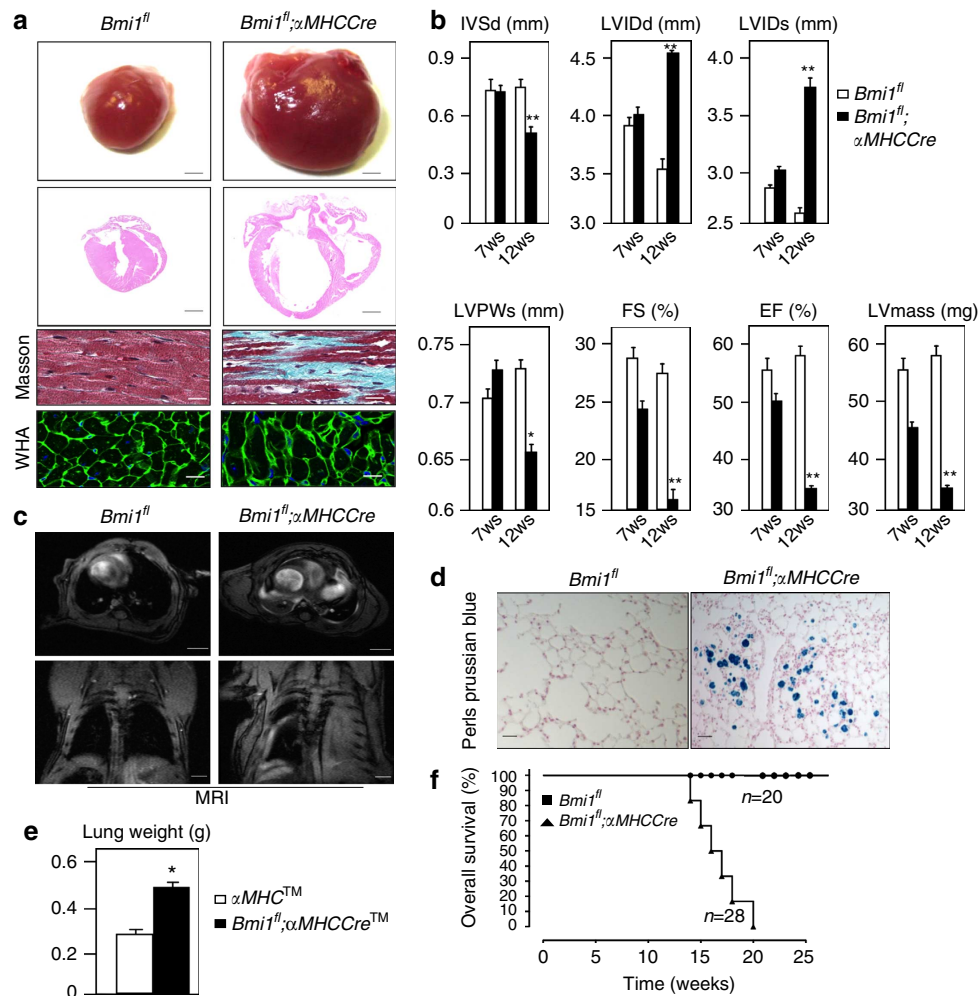 a
Bmi1fl
Bmi1fl;αMHCCre
Masson
WHA
b
IVSd (mm)
LVIDd (mm)
LVIDs (mm)
0.9
0.6
0.3
0
7ws
12ws
**
4.5
4.0
3.5
3.0
7ws
12ws
**
4.0
3.5
3.0
2.5
7ws
12ws
**
Bmi1fl
Bmi1fl;
αMHCCre
LVPWs (mm)
FS (%)
EF (%)
LVmass (mg)
0.75
0.7
0.65
0.6
7ws
12ws
*
30
25
20
15
7ws
12ws
**
60
50
40
30
7ws
12ws
**
60
50
40
30
7ws
12ws
**
c
Bmi1fl
Bmi1fl;αMHCCre
MRI
d
Bmi1fl
Bmi1fl;αMHCCre
Perls prussian blue
e
Lung weight (g)
0.6
0.4
0.2
0
*
αMHCTM
Bmi1fl;αMHCCreTM
f
Overall survival (%)
100
90
80
70
60
50
40
30
20
10
0
Bmi1fl
Bmi1fl;αMHCCre
n=20
n=28
0
5
10
15
20
25
Time (weeks)